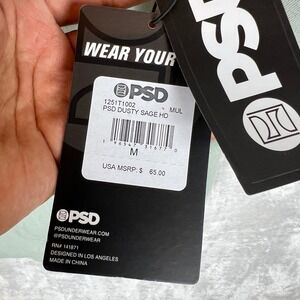 WEAR YOUR
PSD
1251T1002 MUL
PSD DUSTY SAGE HD
M
USA MSRP: $ 65.00
PSD
PSDUNDERWEAR.COM
@PSDUNDERWEAR
RN# 141971
DESIGNED IN LOS ANGELES
MADE IN CHINA
PSD